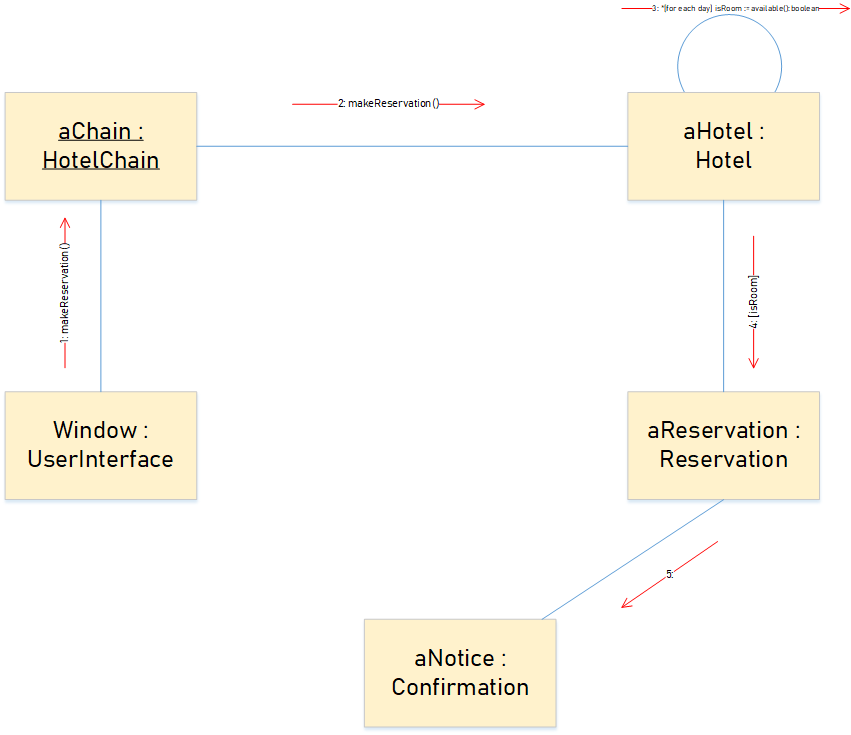 3: *[for each day] isRoom := available():boolean
2: makeReservation()
aChain :
HotelChain
aHotel :
Hotel
1: makeReservation()
4: [isRoom]
Window :
UserInterface
aReservation :
Reservation
5:
aNotice :
Confirmation